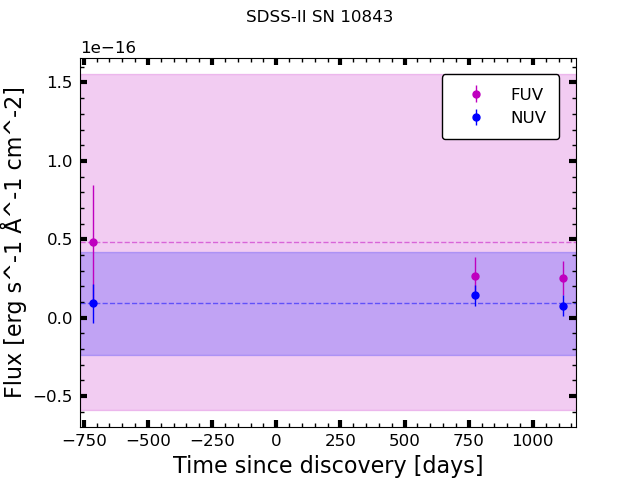 SDSS-II SN 10843
1e−16
FUV
NUV
1.5
1.0
0.5
0.0
−0.5
Flux [erg s^-1 Å^-1 cm^-2]
−750 −500 −250 0 250 500 750 1000
Time since discovery [days]